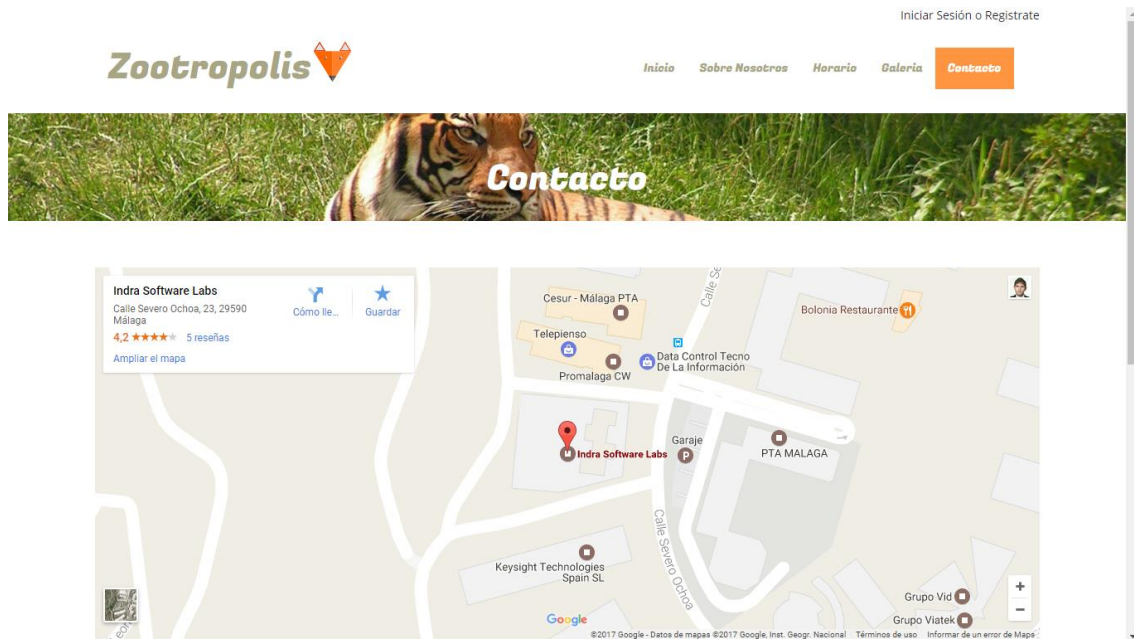 Iniciar Sesión o Registrate
Zootropolis
Inicio Sobre Nosotros Horario Galeria Contacto
Contacto
Indra Software Labs
Calle Severo Ochoa, 23, 29590
Málaga
4,2 5 reseñas
Ampliar el mapa
Cómo lle...
Guardar
Cesur - Málaga PTA
Calle Se
Bolonia Restaurante
Telepienso
Data Control Tecno
De La Información
Promalaga CW
Indra Software Labs
Garaje
P
PTA MALAGA
Calle Severo Ochoa
Keysight Technologies
Spain SL
Grupo Vid
Grupo Viatek
+
−
Google
©2017 Google - Datos de mapas ©2017 Google, Inst. Geogr. Nacional Términos de uso Informar de un error de Maps